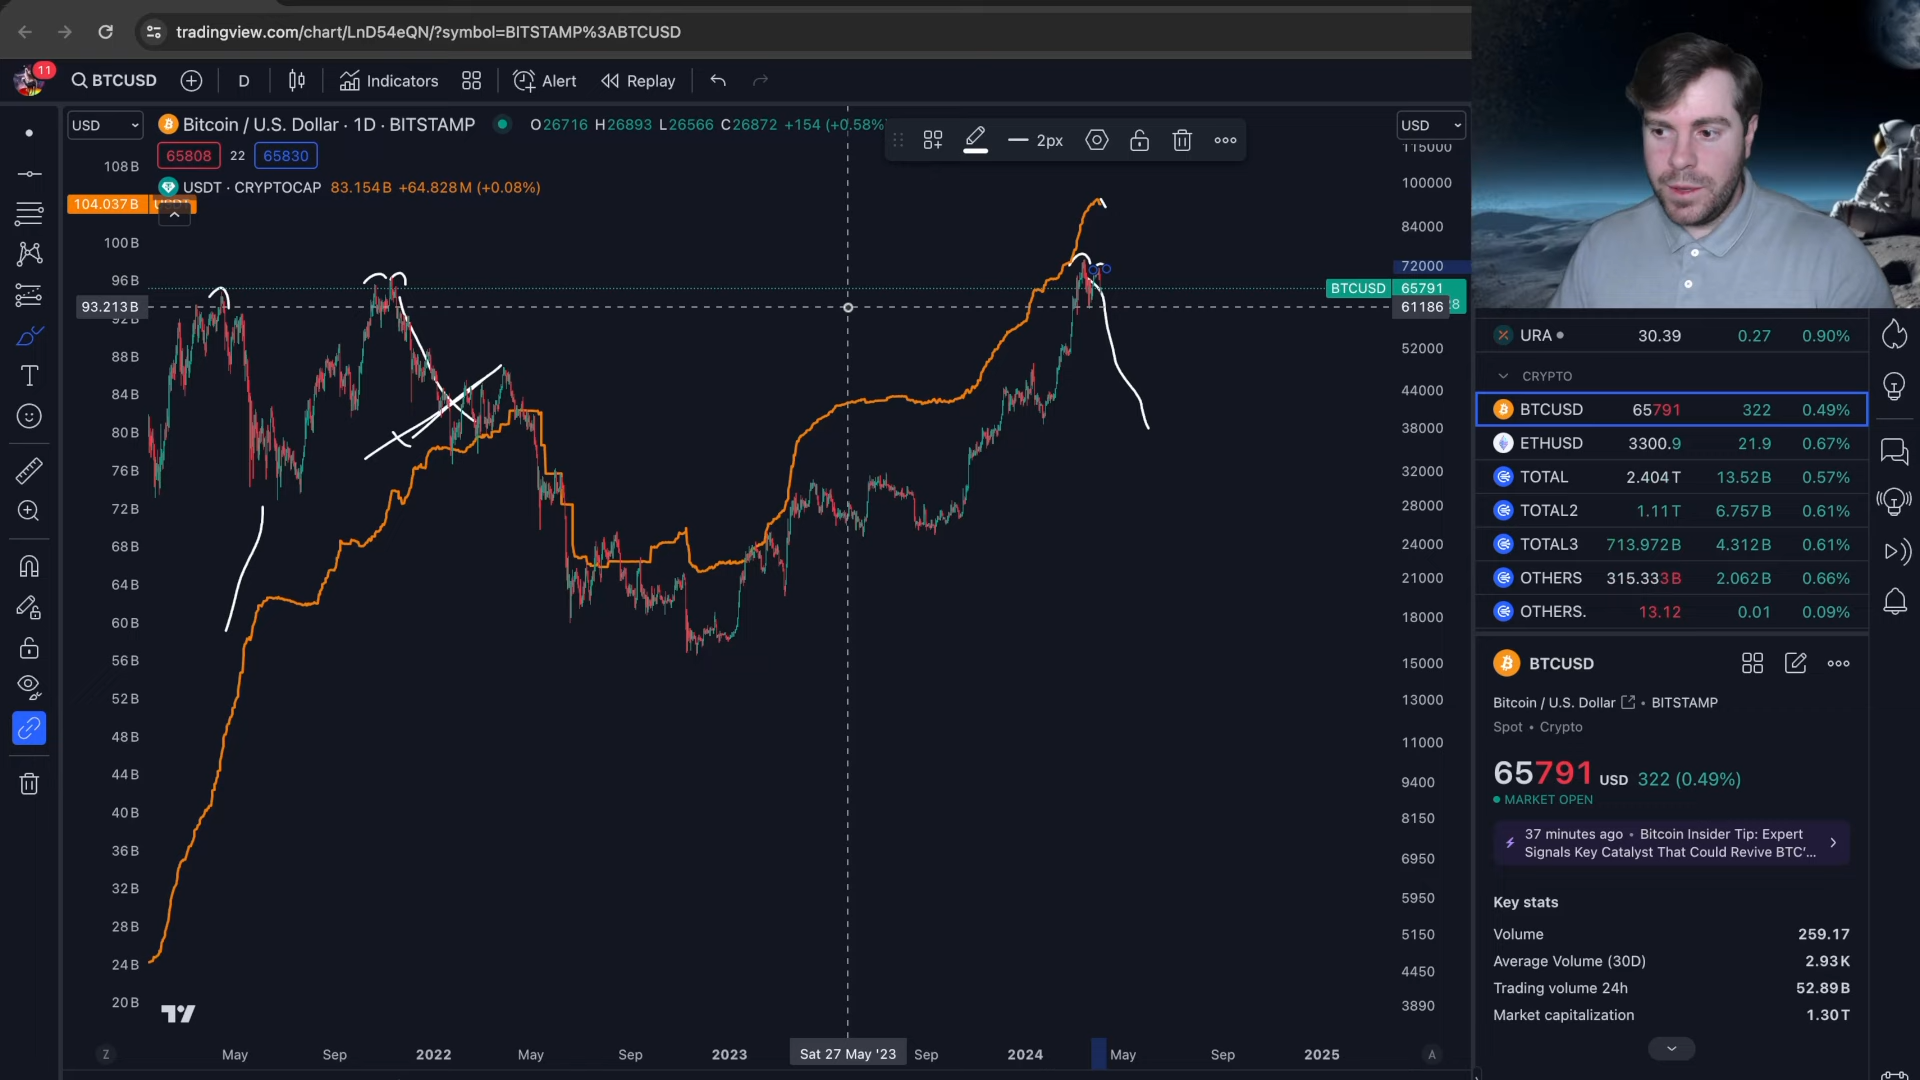 tradingview.com/chart/LnD54eQN/?symbol=BITSTAMP%3ABTCUSD
11
BTCUSD
D
Indicators
Alert
Replay
USD
Bitcoin / U.S. Dollar · 1D · BITSTAMP
O26716 H26893 L26566 C26872 +154 (+0.58%
2px
USD
65808
22
65830
USDT · CRYPTOCAP 83.154B +64.828M (+0.08%)
104.037B
108B
100B
96B
93.213B
88B
84B
80B
76B
72B
68B
64B
60B
56B
52B
48B
44B
40B
36B
32B
28B
24B
20B
115000
100000
84000
72000
BTCUSD 65791
61186
52000
44000
38000
32000
28000
24000
21000
18000
15000
13000
11000
9400
8150
6950
5950
5150
4450
3890
Z
May
Sep
2022
May
Sep
2023
Sat 27 May '23
Sep
2024
May
Sep
2025
A
URA 30.39 0.27 0.90%
CRYPTO
BTCUSD 65791 322 0.49%
ETHUSD 3300.9 21.9 0.67%
TOTAL 2.404T 13.52B 0.57%
TOTAL2 1.11T 6.757B 0.61%
TOTAL3 713.972B 4.312B 0.61%
OTHERS 315.333B 2.062B 0.66%
OTHERS. 13.12 0.01 0.09%
BTCUSD
Bitcoin / U.S. Dollar • BITSTAMP
Spot • Crypto
65791 USD 322 (0.49%)
MARKET OPEN
37 minutes ago • Bitcoin Insider Tip: Expert
Signals Key Catalyst That Could Revive BTC'...
Key stats
Volume 259.17
Average Volume (30D) 2.93K
Trading volume 24h 52.89B
Market capitalization 1.30T